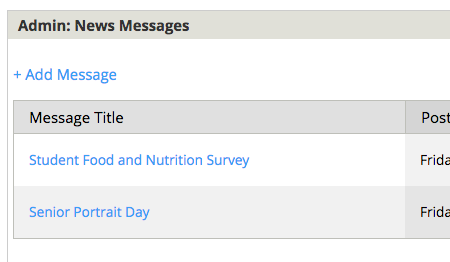 Admin: News Messages
+ Add Message
Message Title Post
Student Food and Nutrition Survey Frida
Senior Portrait Day Frida